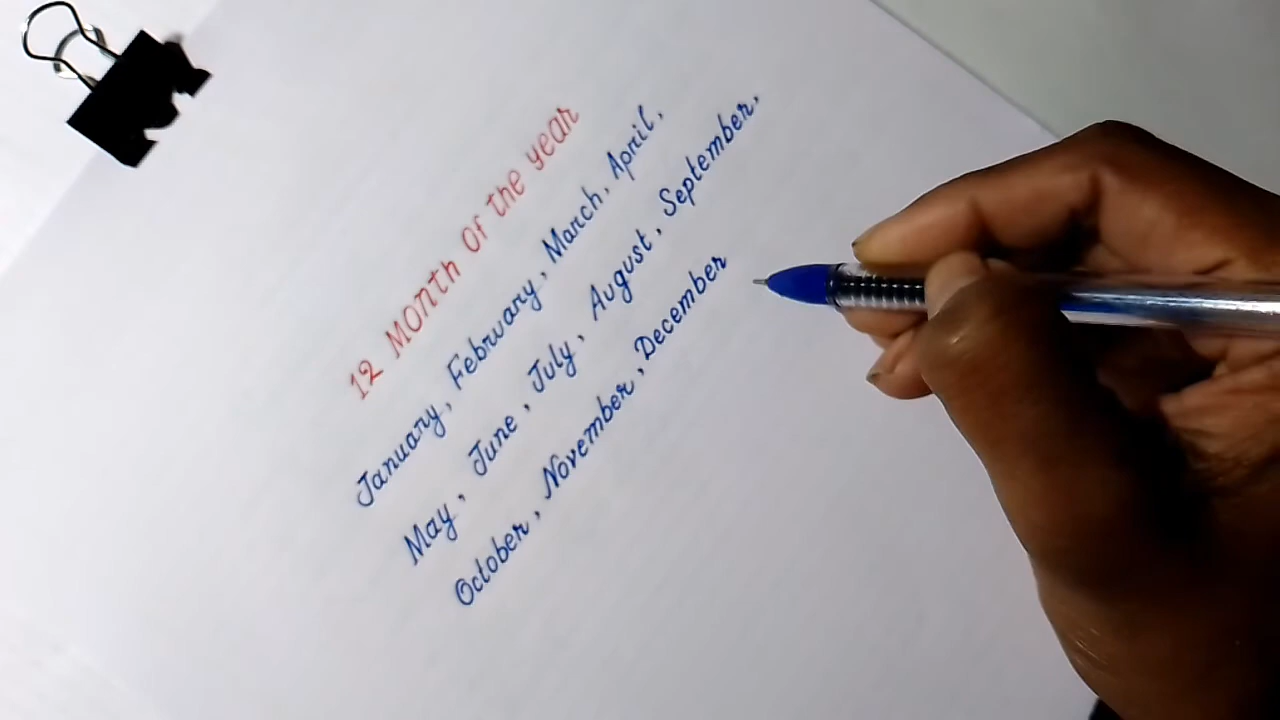 12 Month Of the year
January, February, March, April,
May, June, July, August, September,
October, November, December